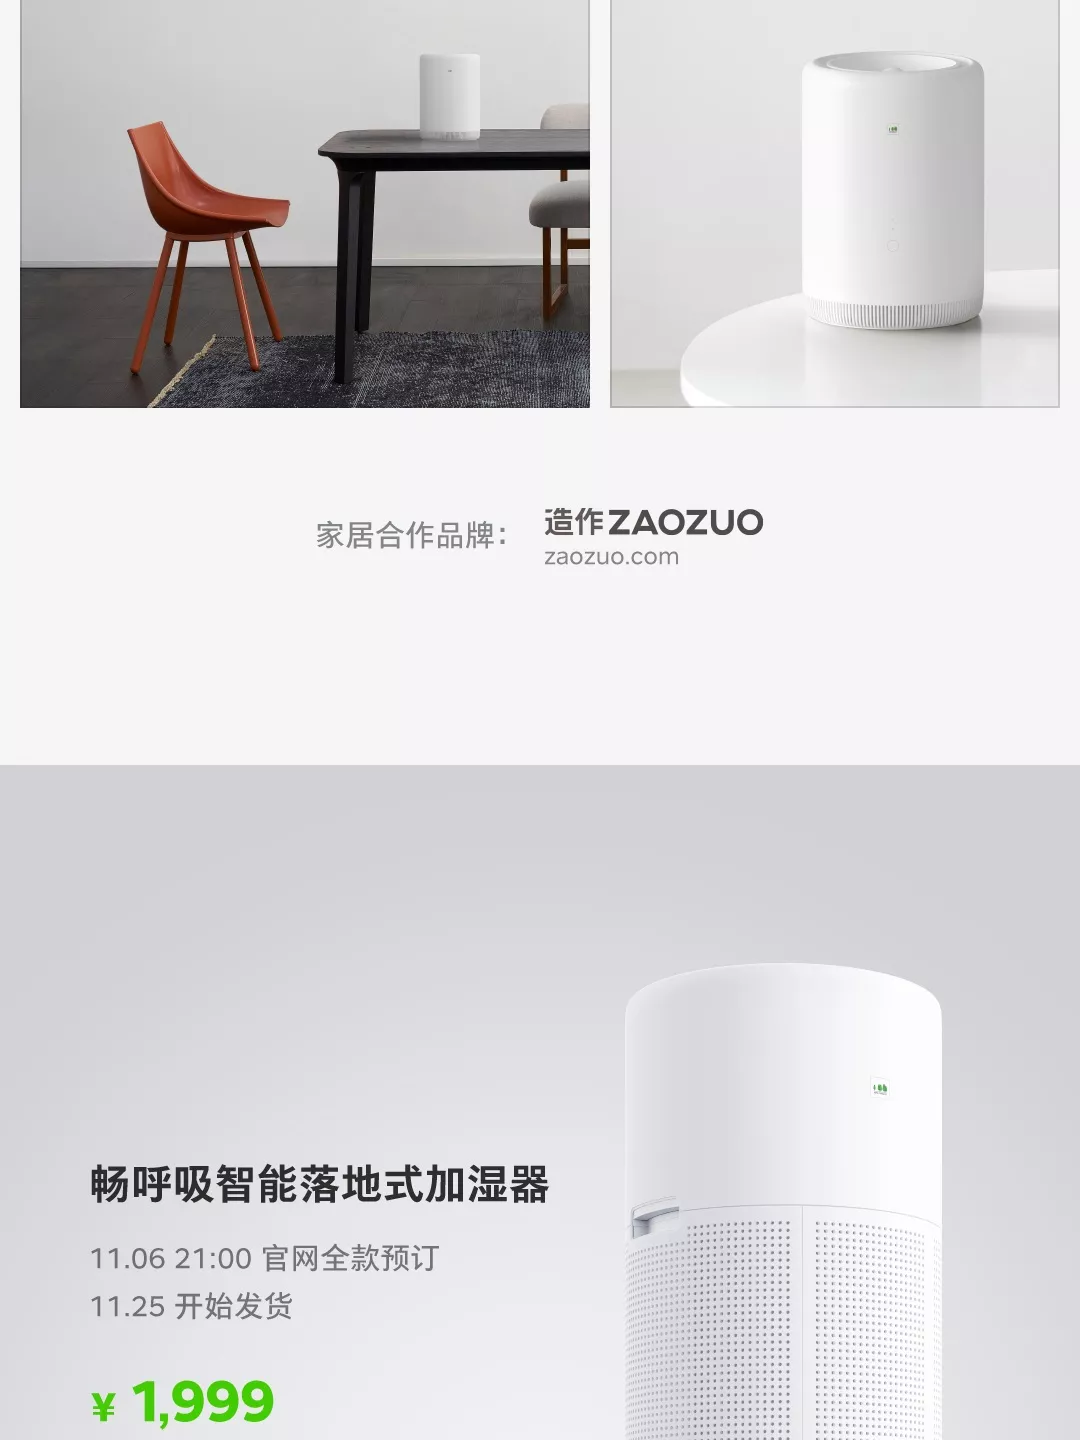 家居合作品牌：
造作ZAOZUO
zaozuo.com
畅呼吸智能落地式加湿器
11.06 21:00 官网全款预订
11.25 开始发货
¥ 1,999